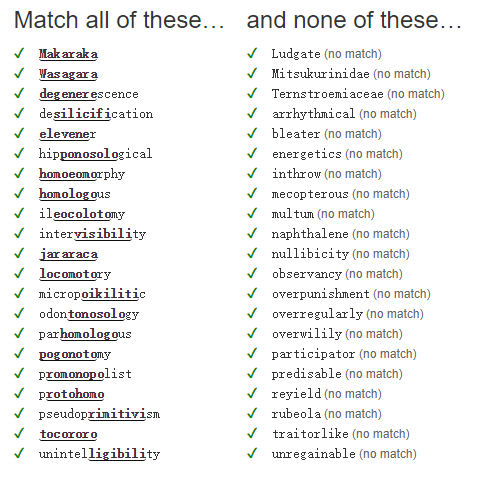 Match all of these… and none of these…
✓ Makaraka ✓ Ludgate (no match)
✓ Wasagara ✓ Mitsukurinidae (no match)
✓ degenerescence ✓ Ternstroemiaceae (no match)
✓ desilicification ✓ arrhythmical (no match)
✓ elevener ✓ bleater (no match)
✓ hipponosological ✓ energetics (no match)
✓ homoeomorphy ✓ inthrow (no match)
✓ homologous ✓ mecopterous (no match)
✓ ileocolotomy ✓ multum (no match)
✓ intervisibility ✓ naphthalene (no match)
✓ jararaca ✓ nullibicity (no match)
✓ locomotory ✓ observancy (no match)
✓ micropoikilitic ✓ overpunishment (no match)
✓ odontonosology ✓ overregularly (no match)
✓ parhomologous ✓ overwilily (no match)
✓ pogonotomy ✓ participator (no match)
✓ promonopolist ✓ predisable (no match)
✓ protohomo ✓ reyield (no match)
✓ pseudoprimitivism ✓ rubeola (no match)
✓ tocororo ✓ traitorlike (no match)
✓ unintelligibility ✓ unregainable (no match)